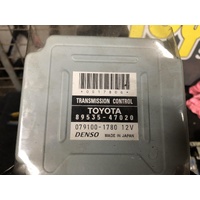 TRANSMISSION CONTROL
TOYOTA
89535-47020
079100-1780 12V
DENSO MADE IN JAPAN